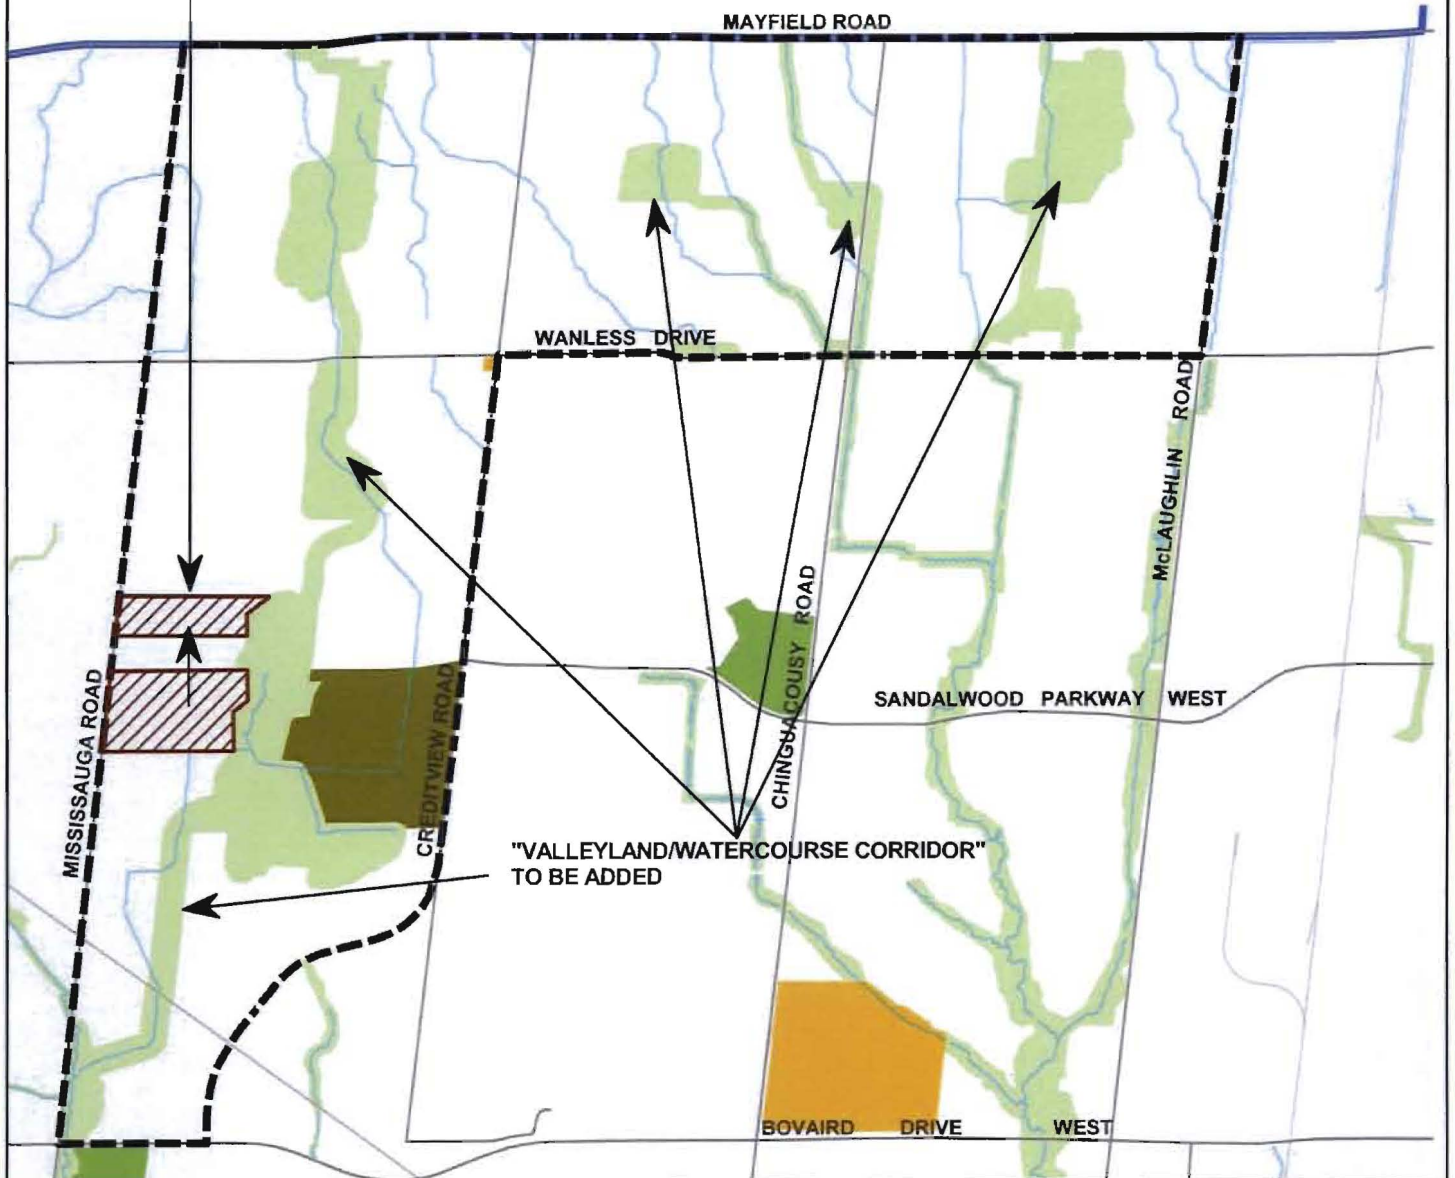 MAYFIELD ROAD
WANLESS DRIVE
McLAUGHLIN ROAD
CHINGUACOUSY ROAD
MISSISSAUGA ROAD
CREDITVIEW ROAD
SANDALWOOD PARKWAY WEST
"VALLEYLAND/WATERCOURSE CORRIDOR"
TO BE ADDED
BOVAIRD DRIVE WEST